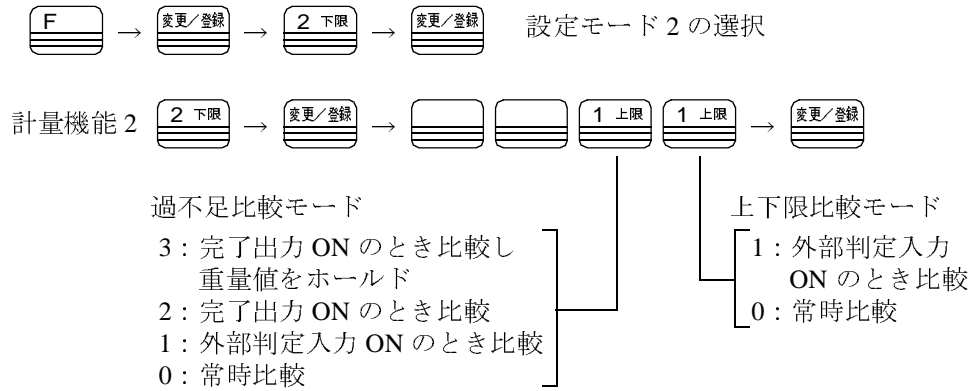 F → 変更／登録 → 2 下限 → 変更／登録 設定モード 2 の選択
計量機能 2 2 下限 → 変更／登録 → 1 上限 1 上限 → 変更／登録
過不足比較モード
3：完了出力 ON のとき比較し
重量値をホールド
2：完了出力 ON のとき比較
1：外部判定入力 ON のとき比較
0：常時比較
上下限比較モード
1：外部判定入力
ON のとき比較
0：常時比較